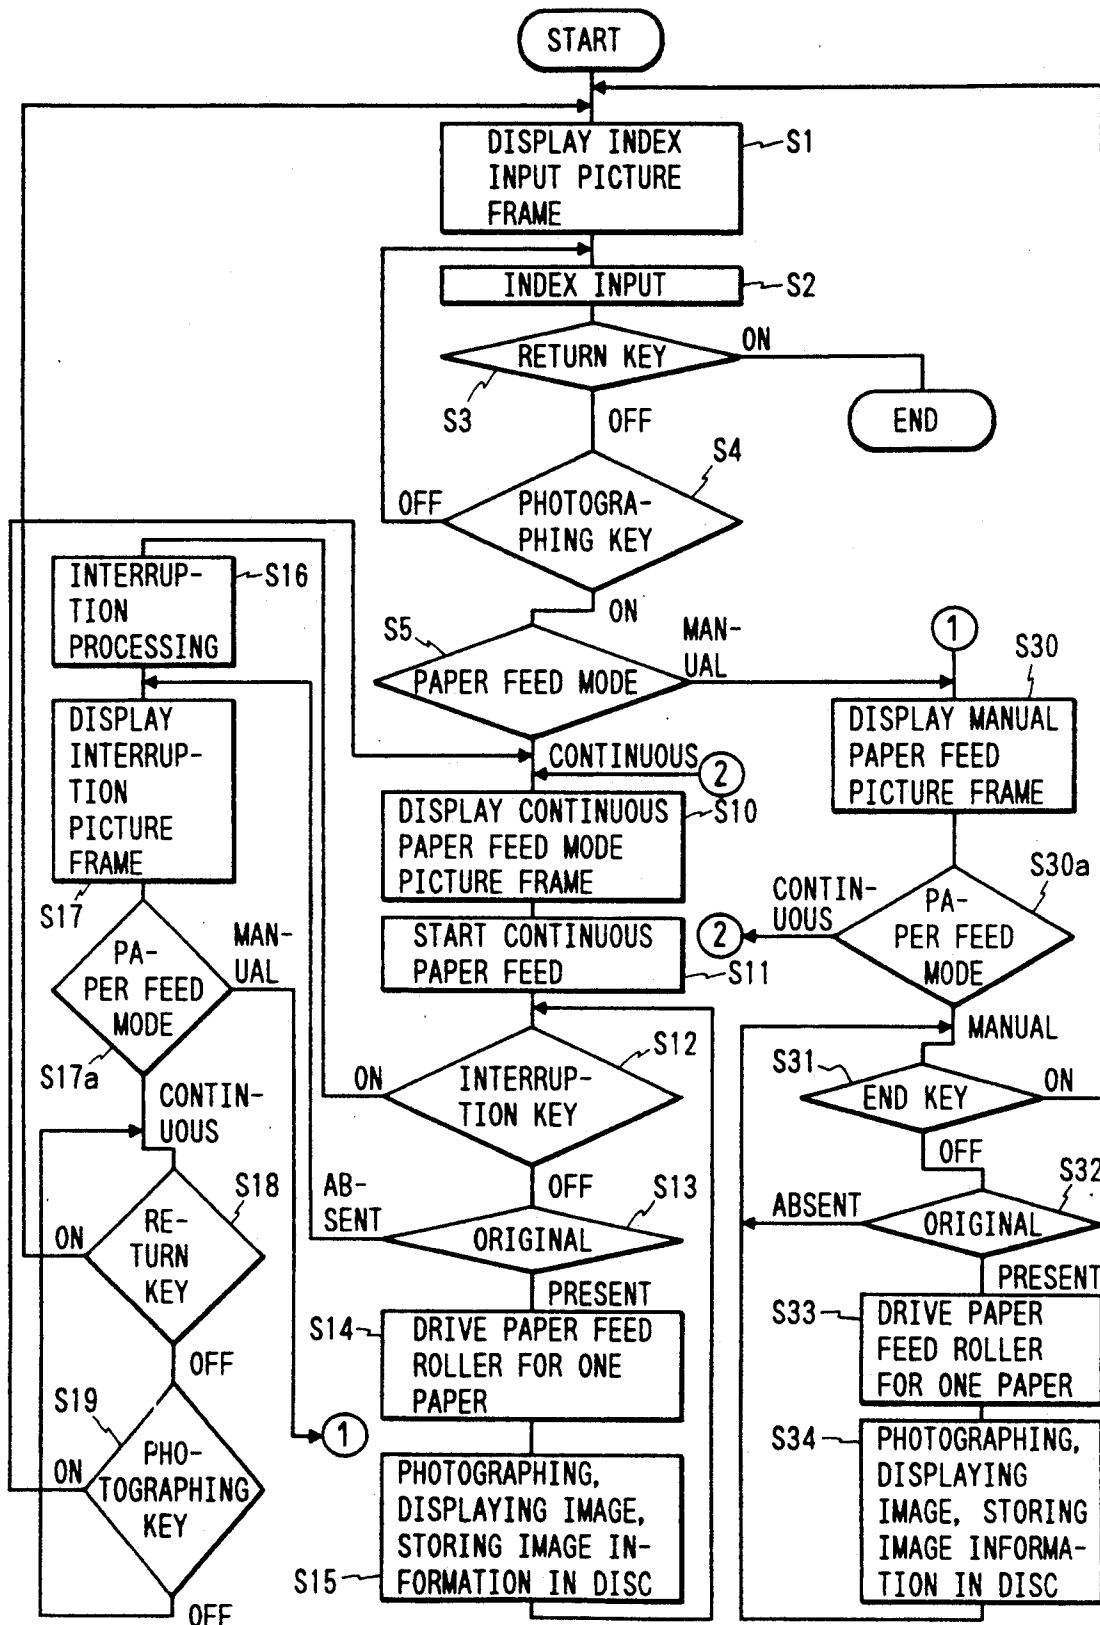 START
DISPLAY INDEX
INPUT PICTURE
FRAME
S1
INDEX INPUT
S2
RETURN KEY
ON
S3
OFF
END
S4
OFF
PHOTOGRA-
PHING KEY
ON
S5
PAPER FEED MODE
MAN-
UAL
1
S30
DISPLAY MANUAL
PAPER FEED
PICTURE FRAME
INTERRUP-
TION
PROCESSING
S16
DISPLAY
INTERRUP-
TION
PICTURE
FRAME
S17
CONTINUOUS
2
DISPLAY CONTINUOUS
PAPER FEED MODE
PICTURE FRAME
S10
START CONTINUOUS
PAPER FEED
S11
CONTIN-
UOUS
2
S30a
PA-
PER FEED
MODE
MANUAL
PA-
PER FEED
MODE
MAN-
UAL
S17a
CONTIN-
UOUS
ON
INTERRUP-
TION KEY
S12
OFF
S31
END KEY
ON
OFF
S18
RE-
TURN
KEY
ON
OFF
AB-
SENT
ORIGINAL
S13
PRESENT
ABSENT
ORIGINAL
S32
PRESENT
S14
DRIVE PAPER FEED
ROLLER FOR ONE
PAPER
S33
DRIVE PAPER
FEED ROLLER
FOR ONE PAPER
S19
PHO-
TOGRAPHING
KEY
ON
OFF
1
PHOTOGRAPHING,
DISPLAYING IMAGE,
STORING IMAGE IN-
FORMATION IN DISC
S15
S34
PHOTOGRAPHING,
DISPLAYING
IMAGE, STORING
IMAGE INFORMA-
TION IN DISC